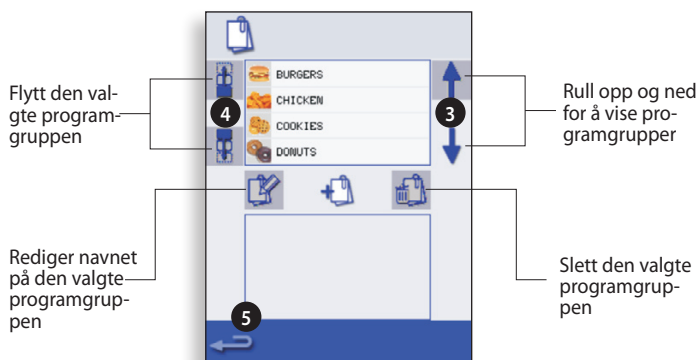 Flytt den val-
gte program-
gruppen
4
BURGERS
CHICKEN
COOKIES
DONUTS
3
Rull opp og ned
for å vise pro-
gramgrupper
Rediger navnet
på den valgte
programgrup-
pen
Slett den valgte
programgrup-
pen
5